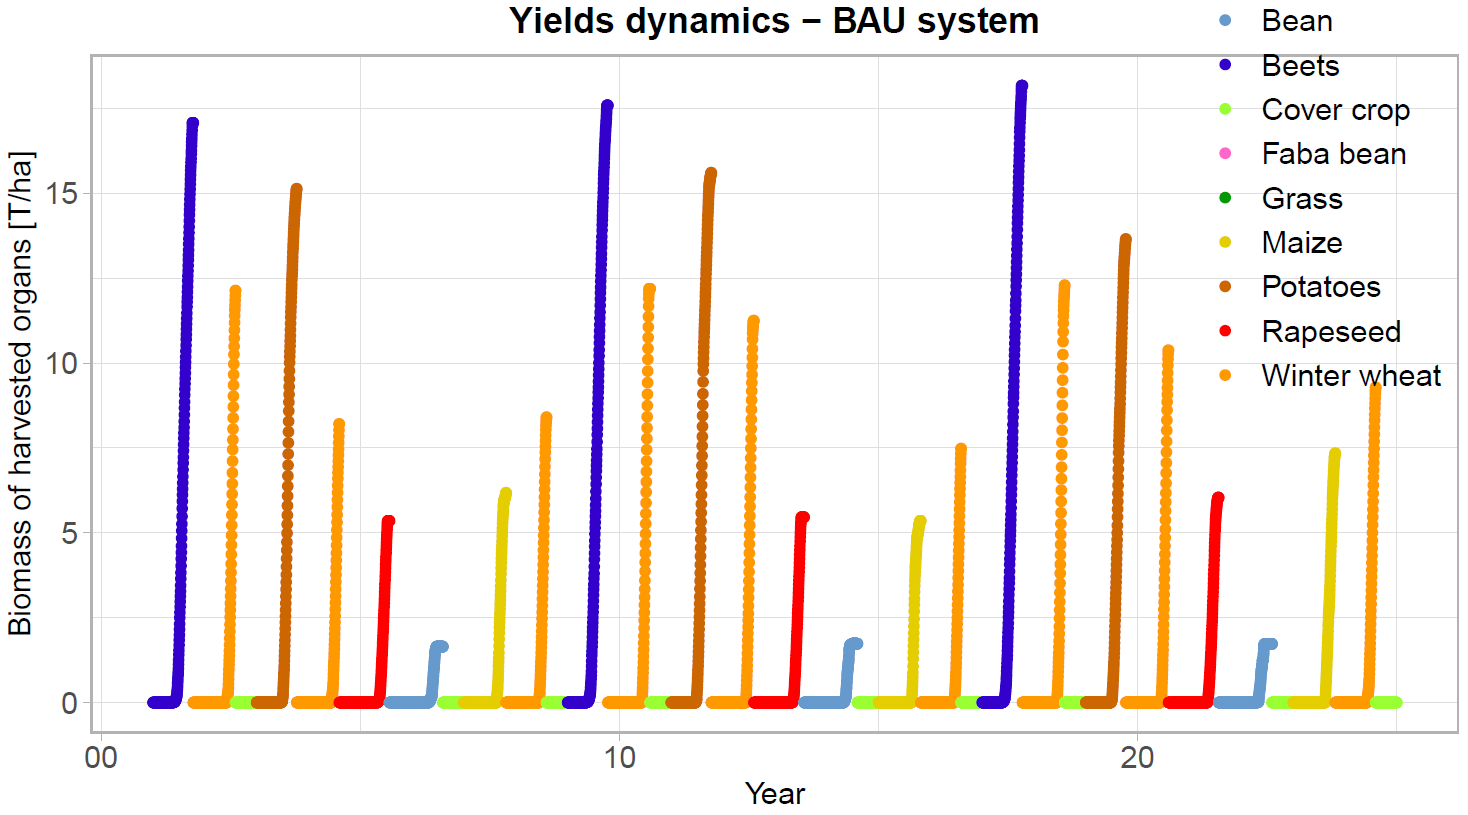 Yields dynamics − BAU system
Bean
Beets
Cover crop
Faba bean
Grass
Maize
Potatoes
Rapeseed
Winter wheat
Biomass of harvested organs [T/ha]
15
10
5
0
00
10
20
Year